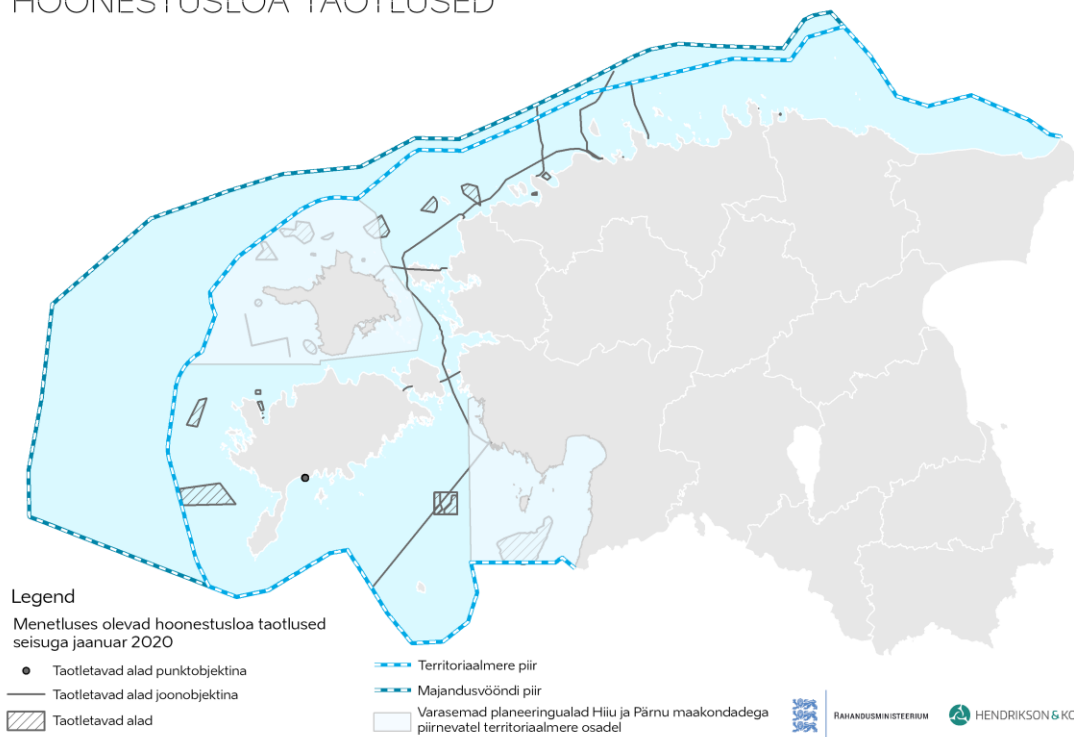 HOONESTUSLOA TAOTLUSED
Legend
Menetluses olevad hoonestusloa taotlused
seisuga jaanuar 2020
Taotletavad alad punktobjektina
Taotletavad alad joonobjektina
Taotletavad alad
Territoriaalmere piir
Majandusvööndi piir
Varasemad planeeringualad Hiiu ja Pärnu maakondadega
piirnevatel territoriaalmere osadel
RAHANDUSMINISTEERIUM
HENDRIKSON & KO